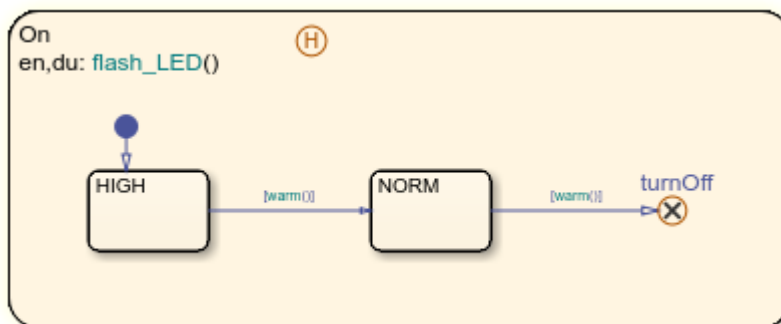 On
H
en,du: flash_LED()
HIGH
[warm()]
NORM
[warm()]
turnOff